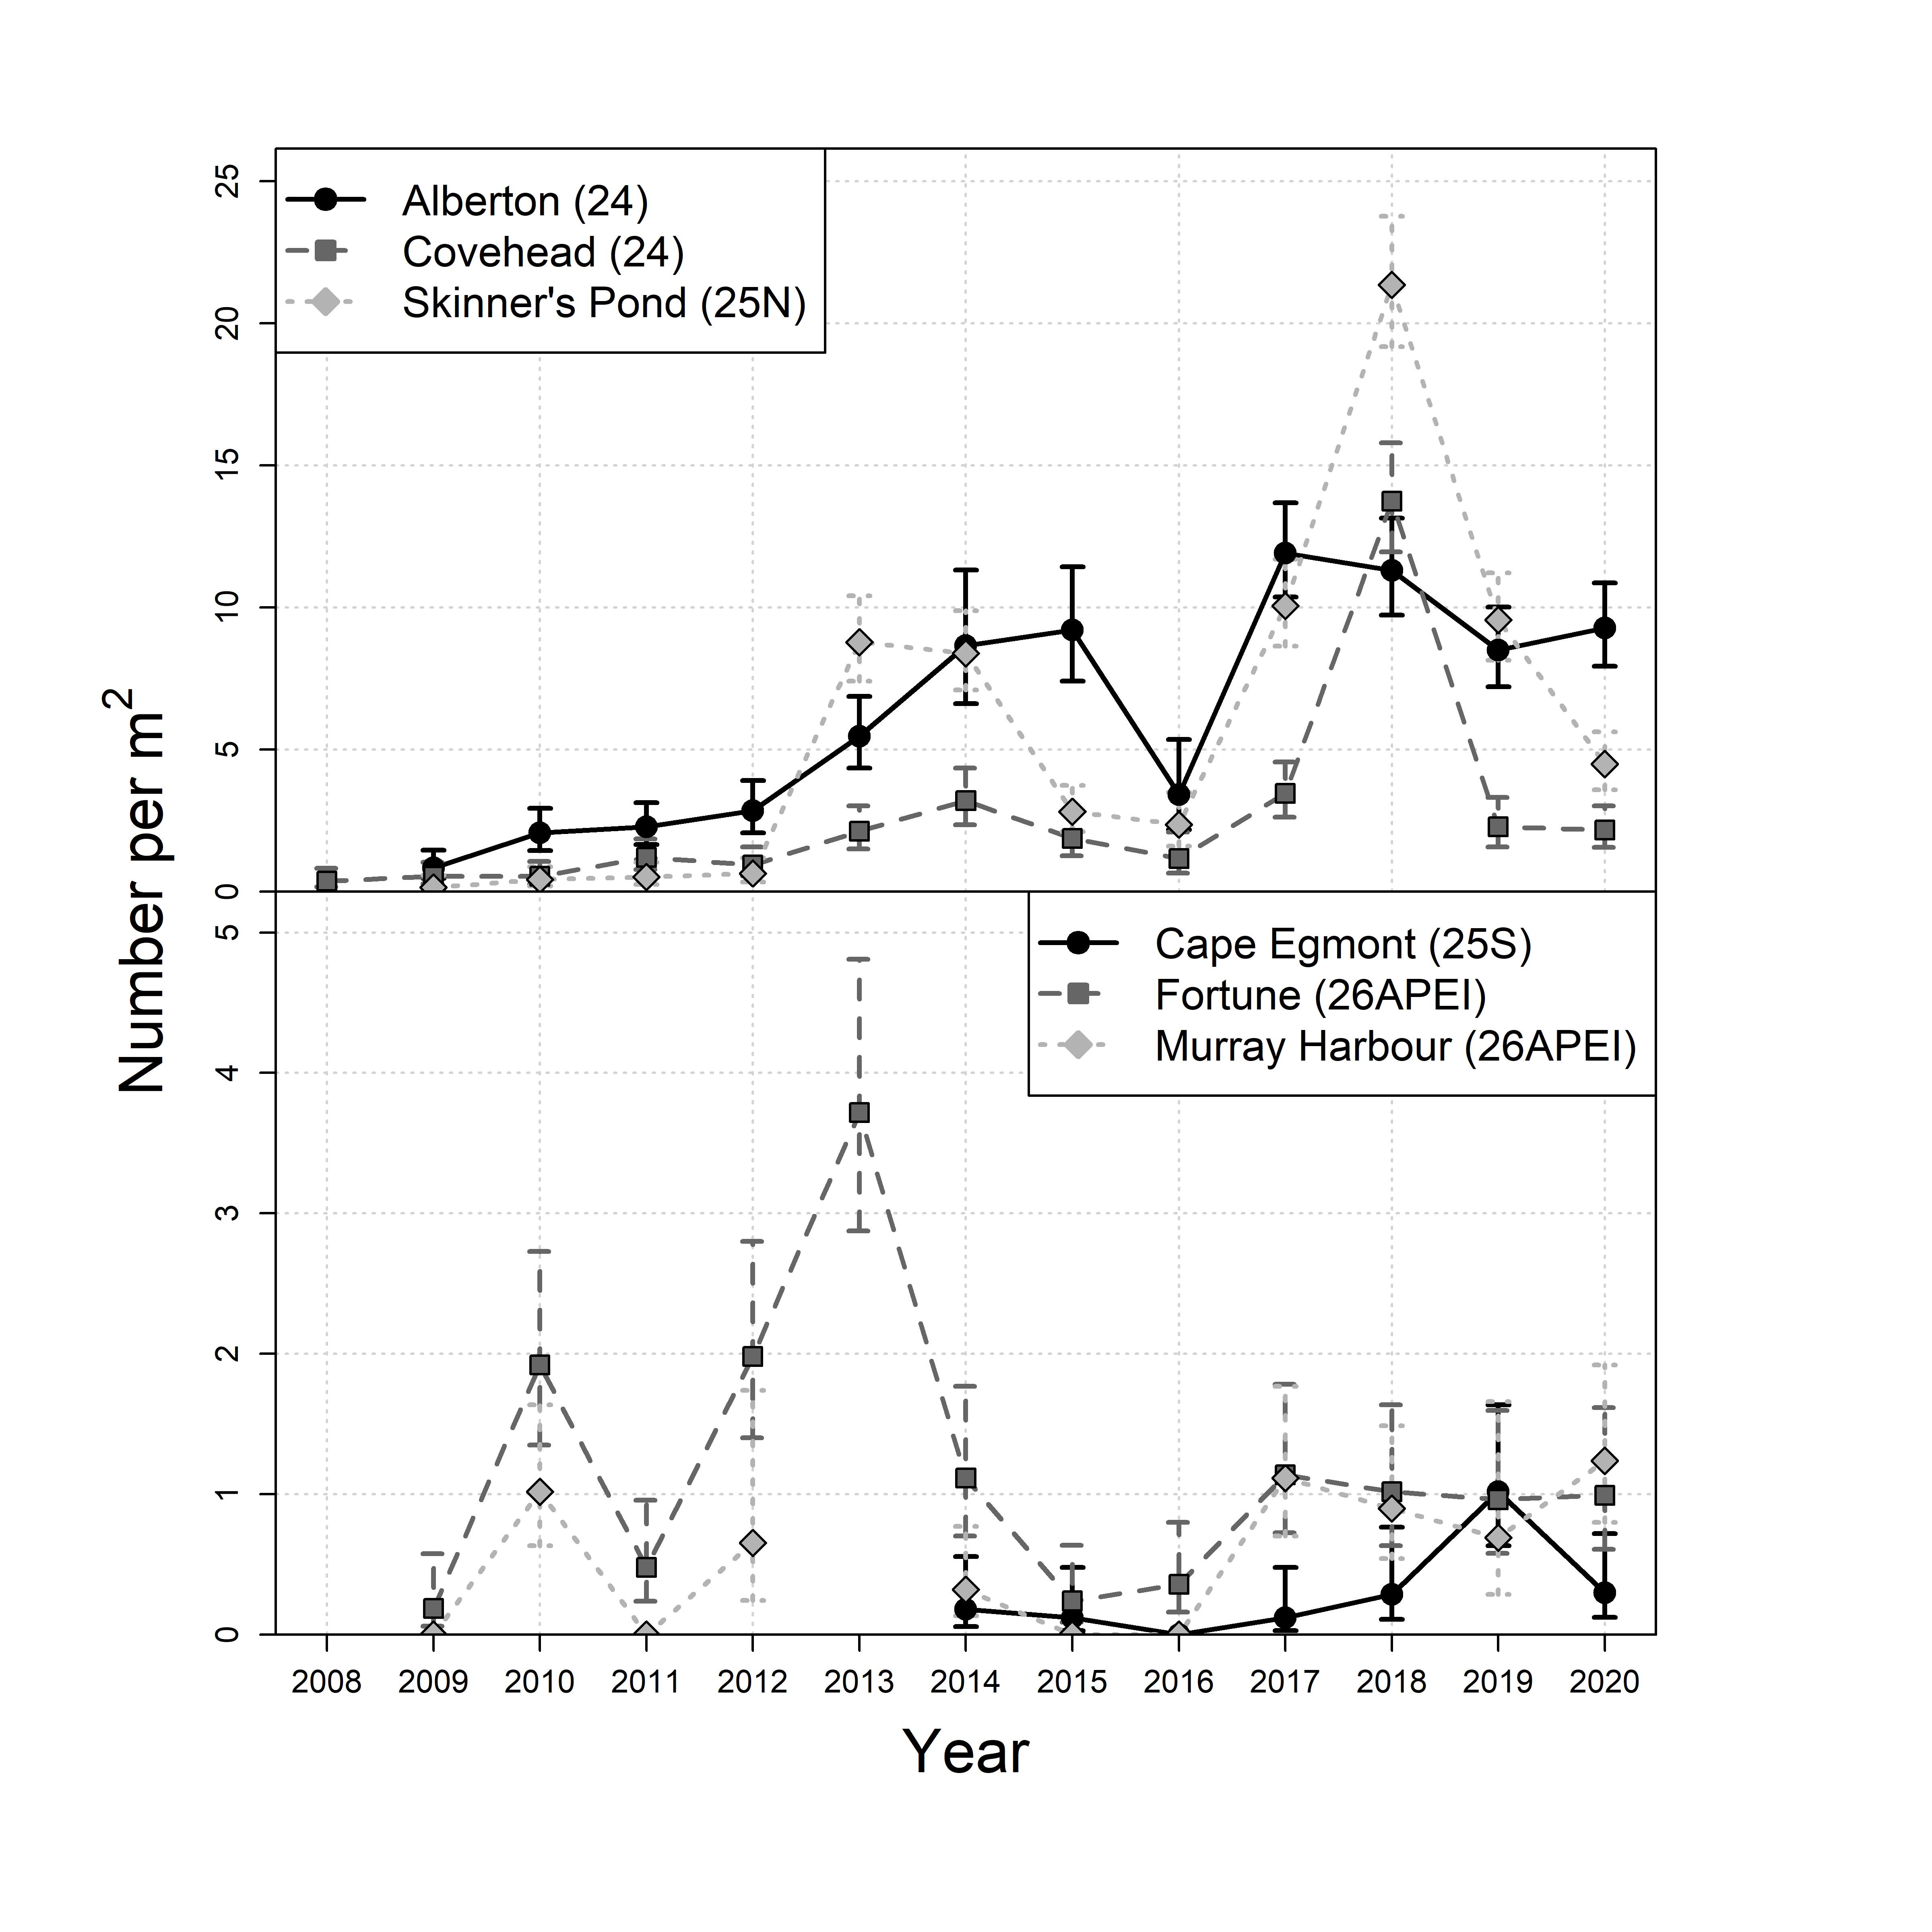 Alberton (24)
Covehead (24)
Skinner's Pond (25N)
25
20
15
10
5
0
Number per m2
Cape Egmont (25S)
Fortune (26APEI)
Murray Harbour (26APEI)
5
4
3
2
1
0
2008 2009 2010 2011 2012 2013 2014 2015 2016 2017 2018 2019 2020
Year